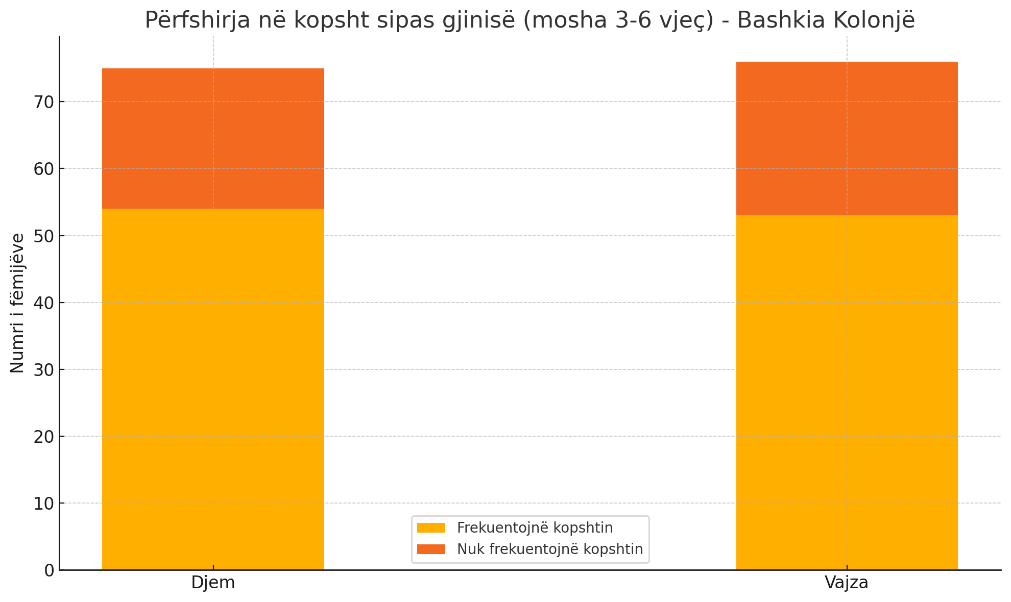 Përfshirja në kopsht sipas gjinisë (mosha 3-6 vjeç) - Bashkia Kolonjë
Numri i fëmijëve
70
60
50
40
30
20
10
0
Frekuentojnë kopshtin
Nuk frekuentojnë kopshtin
Djem
Vajza